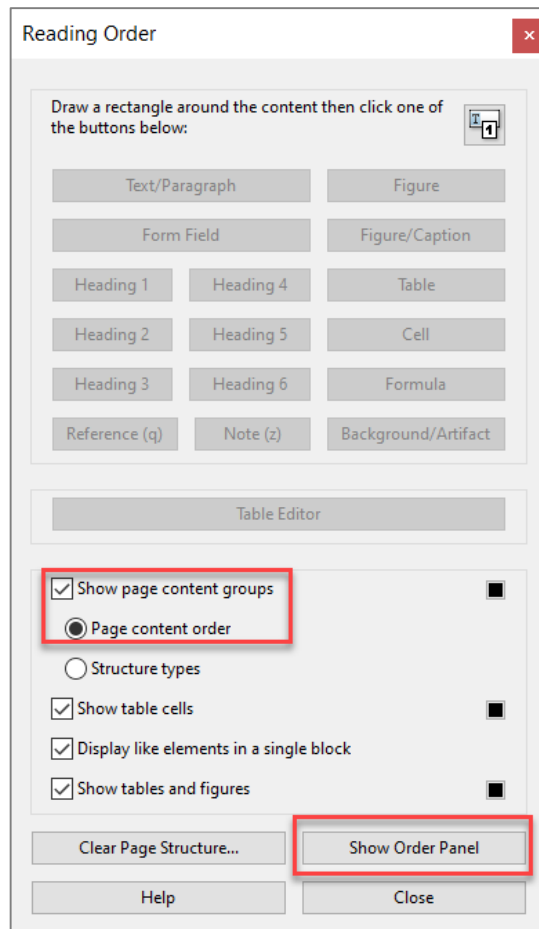 Reading Order
×
Draw a rectangle around the content then click one of
the buttons below:
T 1
Text/Paragraph Figure
Form Field Figure/Caption
Heading 1 Heading 4 Table
Heading 2 Heading 5 Cell
Heading 3 Heading 6 Formula
Reference (q) Note (z) Background/Artifact
Table Editor
Show page content groups
Page content order
Structure types
Show table cells
Display like elements in a single block
Show tables and figures
Clear Page Structure... Show Order Panel
Help Close